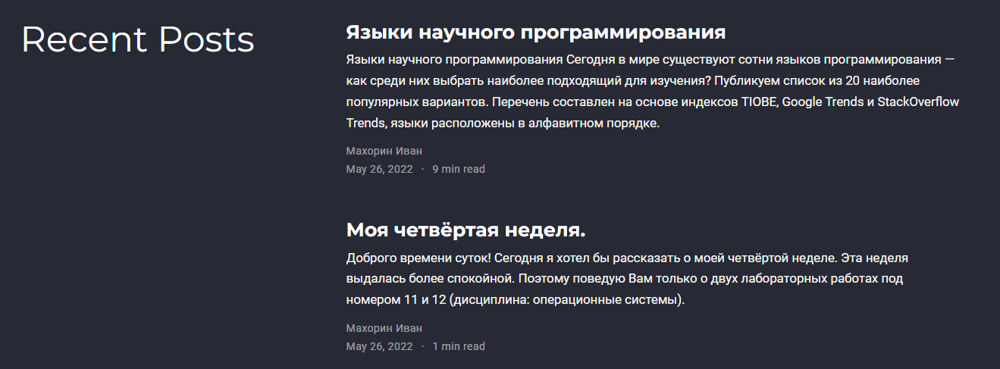 Recent Posts
Языки научного программирования
Языки научного программирования Сегодня в мире существуют сотни языков программирования —
как среди них выбрать наиболее подходящий для изучения? Публикуем список из 20 наиболее
популярных вариантов. Перечень составлен на основе индексов TIOBE, Google Trends и StackOverflow
Trends, языки расположены в алфавитном порядке.
Махорин Иван
May 26, 2022 · 9 min read
Моя четвёртая неделя.
Доброго времени суток! Сегодня я хотел бы рассказать о моей четвёртой неделе. Эта неделя
выдалась более спокойной. Поэтому поведую Вам только о двух лабораторных работах под
номером 11 и 12 (дисциплина: операционные системы).
Махорин Иван
May 26, 2022 · 1 min read